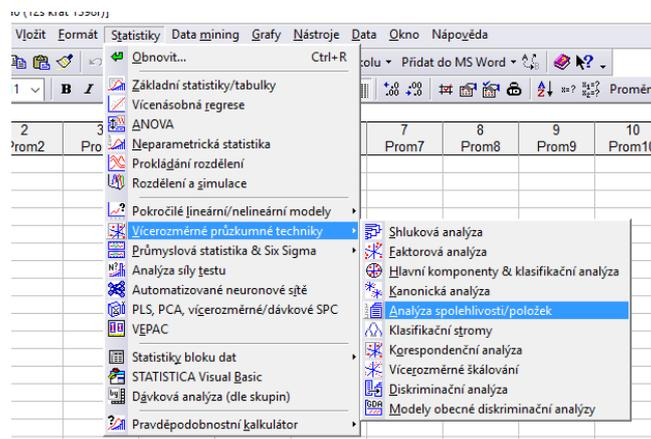 Vložit Formát Statistiky Data mining Grafy Nástroje Data Okno Nápověda
Obnovit... Ctrl+R
Přidat do MS Word
B I
x=?
Základní statistiky/tabulky
Vícenásobná regrese
ANOVA
Neparametrická statistika
Prokládání rozdělení
Rozdělení a simulace
Pokročilé lineární/nelineární modely
Vícerozměrné průzkumné techniky
Průmyslová statistika & Six Sigma
Analýza síly testu
Automatizované neuronové sítě
PLS, PCA, vícerozměrné/dávkové SPC
VEPAC
Statistiky bloku dat
STATISTICA Visual Basic
Dávková analýza (dle skupin)
Pravděpodobnostní kalkulátor
2 3 7 8 9 10
Prom2 Pro Prom7 Prom8 Prom9 Prom10
Shluková analýza
Faktorová analýza
Hlavní komponenty & klasifikační analýza
Kanonická analýza
Analýza spolehlivosti/položek
Klasifikační stromy
Korespondenční analýza
Vícerozměrné škálování
Diskriminační analýza
Modely obecné diskriminační analýzy